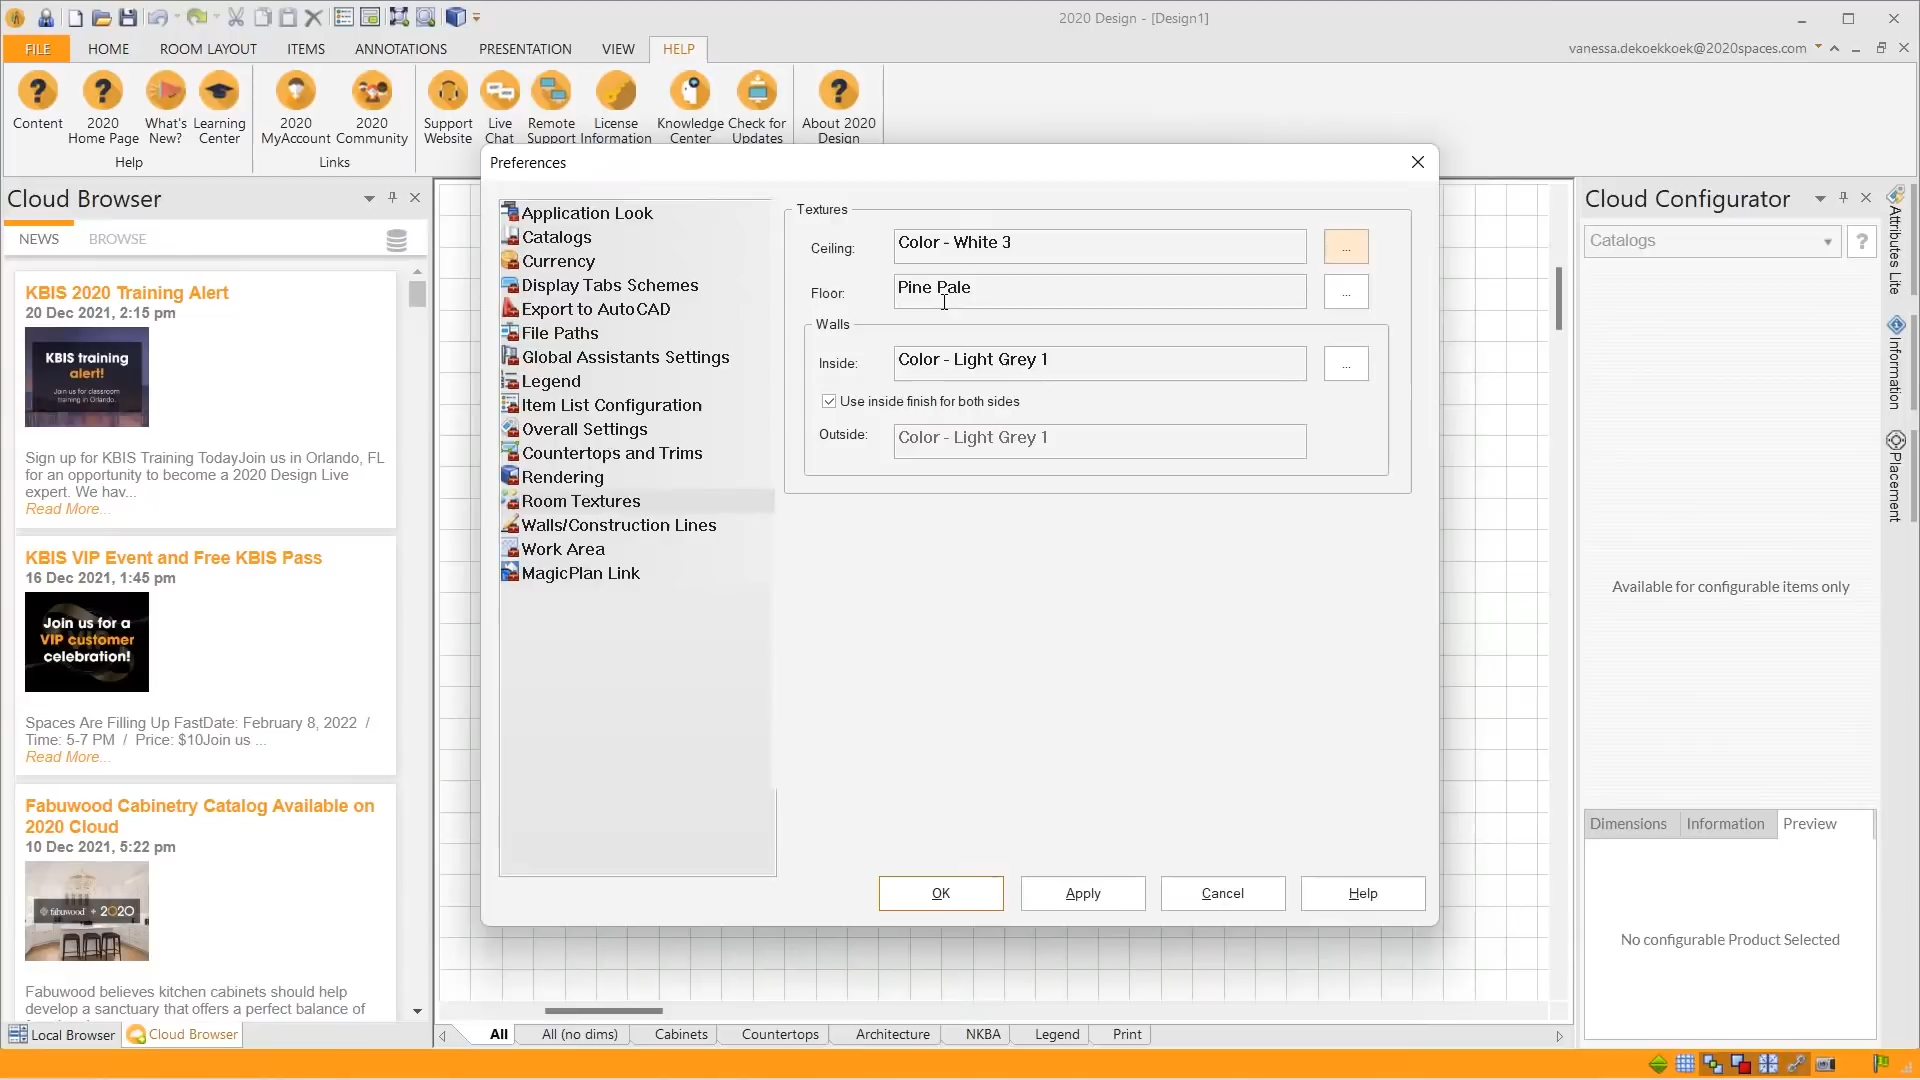 2020 Design - [Design1]
FILE HOME ROOM LAYOUT ITEMS ANNOTATIONS PRESENTATION VIEW HELP
vanessa.dekoekkoek@2020spaces.com
Content
2020 Home Page
What's New?
Learning Center
Help
2020 MyAccount
2020 Community
Links
Support Website
Live Chat
Remote Support
License Information
Knowledge Center
Check for Updates
About 2020 Design
Cloud Browser
NEWS BROWSE
KBIS 2020 Training Alert
20 Dec 2021, 2:15 pm
KBIS training
alert!
Join us for classroom
training in Orlando.
Sign up for KBIS Training TodayJoin us in Orlando, FL
for an opportunity to become a 2020 Design Live
expert. We hav...
Read More...
KBIS VIP Event and Free KBIS Pass
16 Dec 2021, 1:45 pm
Join us for a
VIP customer
celebration!
Spaces Are Filling Up FastDate: February 8, 2022 /
Time: 5-7 PM / Price: $10Join us ...
Read More...
Fabuwood Cabinetry Catalog Available on
2020 Cloud
10 Dec 2021, 5:22 pm
fabuwood + 2020
Fabuwood believes kitchen cabinets should help
develop a sanctuary that offers a perfect balance of
Local Browser Cloud Browser
Preferences
Application Look
Catalogs
Currency
Display Tabs Schemes
Export to AutoCAD
File Paths
Global Assistants Settings
Legend
Item List Configuration
Overall Settings
Countertops and Trims
Rendering
Room Textures
Walls/Construction Lines
Work Area
MagicPlan Link
Textures
Ceiling: Color - White 3 ...
Floor: Pine Pale ...
Walls
Inside: Color - Light Grey 1 ...
Use inside finish for both sides
Outside: Color - Light Grey 1
OK Apply Cancel Help
All All (no dims) Cabinets Countertops Architecture NKBA Legend Print
Cloud Configurator
Catalogs ?
Available for configurable items only
Dimensions Information Preview
No configurable Product Selected
Attributes Lite
Information
Placement